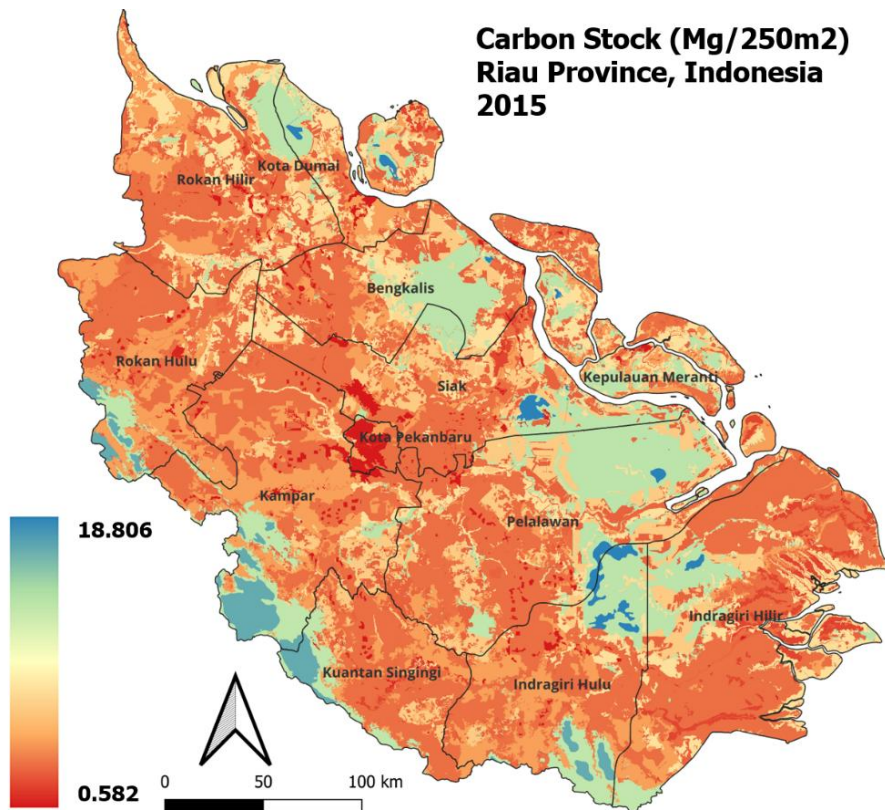 Carbon Stock (Mg/250m2)
Riau Province, Indonesia
2015
Kota Dumai
Rokan Hilir
Bengkalis
Rokan Hulu
Siak
Kepulauan Meranti
Kota Pekanbaru
Kampar
Pelalawan
Indragiri Hilir
Kuantan Singingi
Indragiri Hulu
18.806
0.582
0 50 100 km